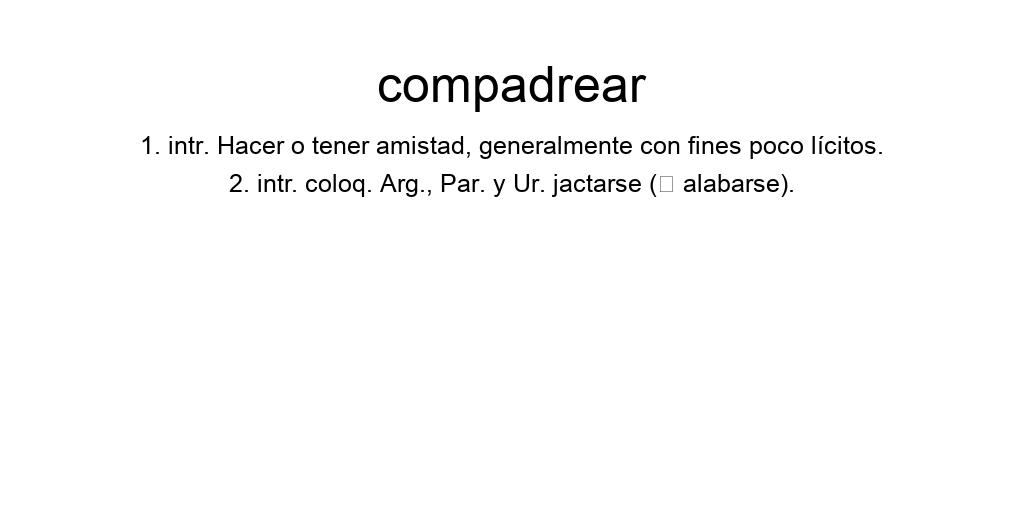 compadrear
1. intr. Hacer o tener amistad, generalmente con fines poco lícitos.
2. intr. coloq. Arg., Par. y Ur. jactarse (□ alabarse).